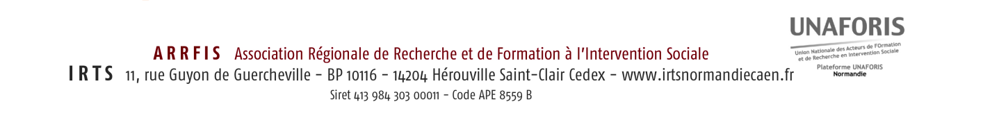 UNAFORIS
Union Nationale des Acteurs de FOrmation
et de Recherche en Intervention Sociale
Plateforme UNAFORIS
Normandie
ARRFIS Association Régionale de Recherche et de Formation à l'Intervention Sociale
IRTS 11, rue Guyon de Guercheville - BP 10116 - 14204 Hérouville Saint-Clair Cedex - www.irtsnormandiecaen.fr
Siret 413 984 303 00011 - Code APE 8559 B